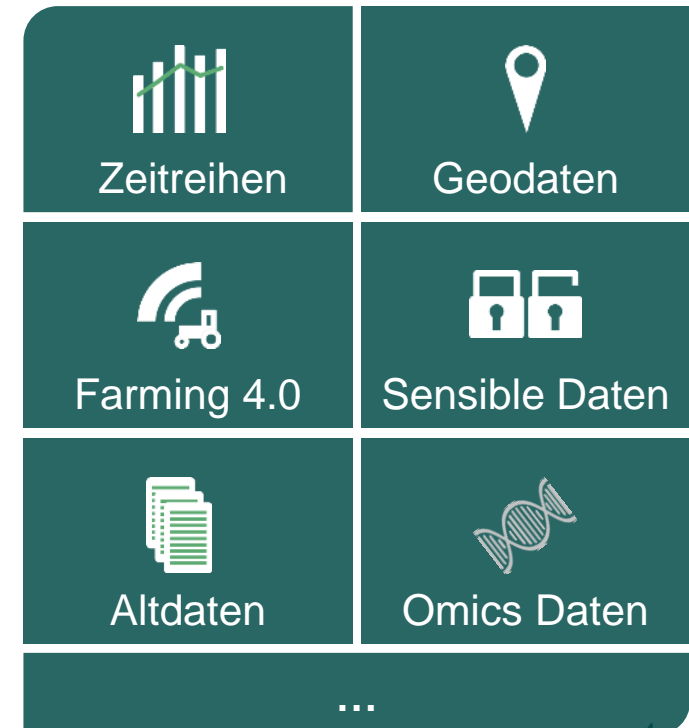 Zeitreihen
Geodaten
Farming 4.0
Sensible Daten
Altdaten
Omics Daten
...